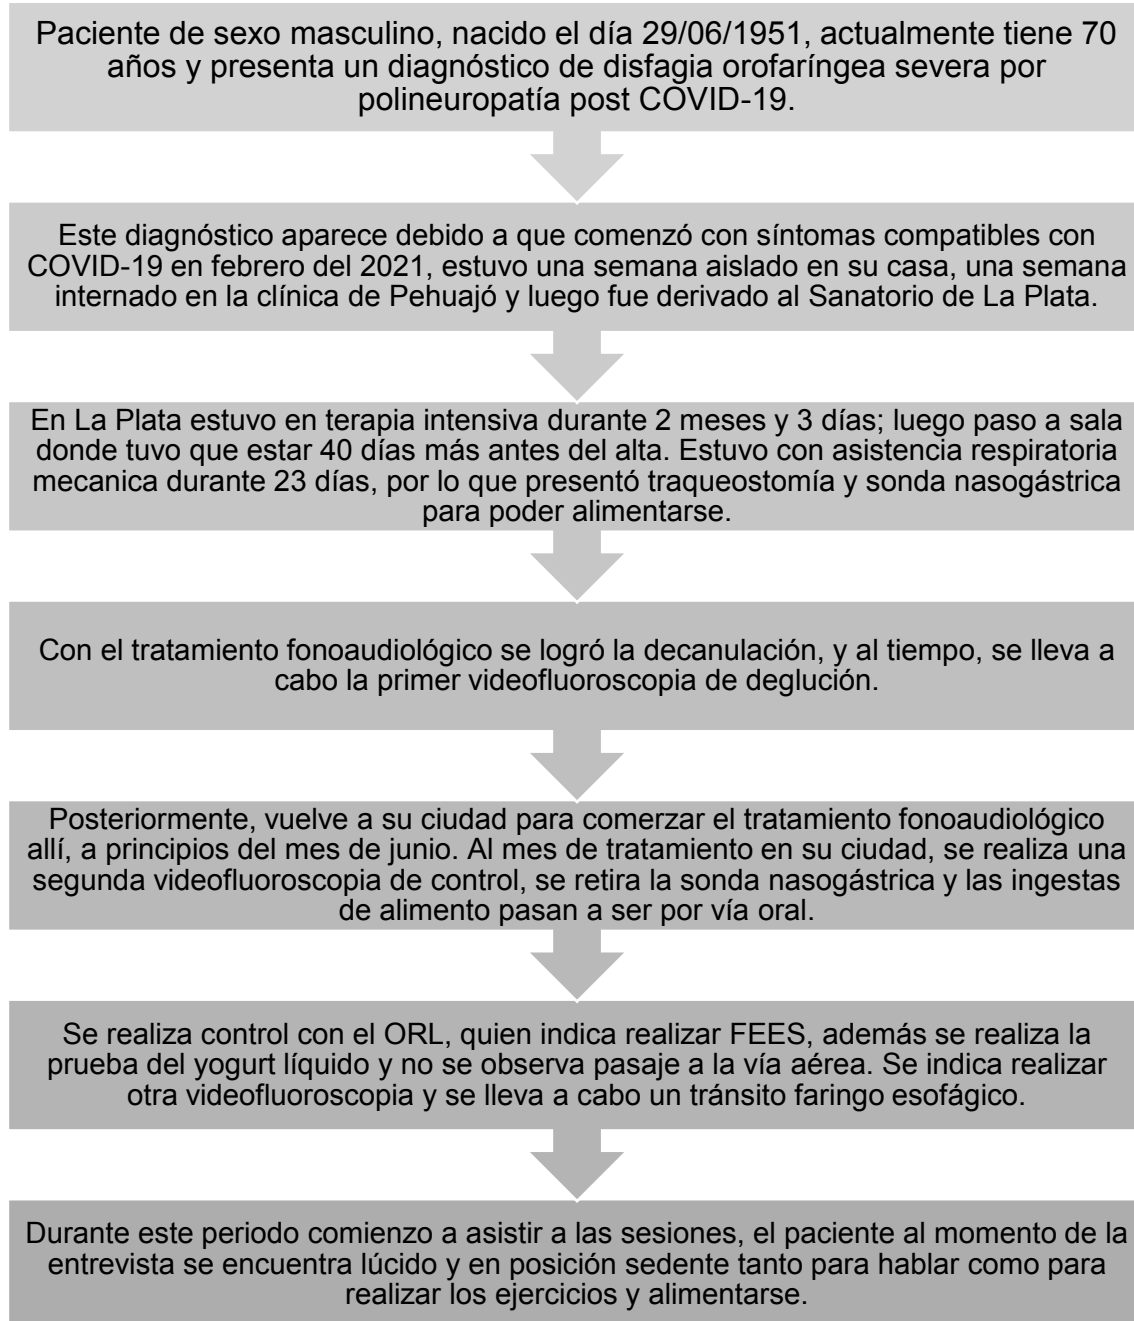 Paciente de sexo masculino, nacido el día 29/06/1951, actualmente tiene 70
años y presenta un diagnóstico de disfagia orofaríngea severa por
polineuropatía post COVID-19.
Este diagnóstico aparece debido a que comenzó con síntomas compatibles con
COVID-19 en febrero del 2021, estuvo una semana aislado en su casa, una semana
internado en la clínica de Pehuajó y luego fue derivado al Sanatorio de La Plata.
En La Plata estuvo en terapia intensiva durante 2 meses y 3 días; luego paso a sala
donde tuvo que estar 40 días más antes del alta. Estuvo con asistencia respiratoria
mecanica durante 23 días, por lo que presentó traqueostomía y sonda nasogástrica
para poder alimentarse.
Con el tratamiento fonoaudiológico se logró la decanulación, y al tiempo, se lleva a
cabo la primer videofluoroscopia de deglución.
Posteriormente, vuelve a su ciudad para comerzar el tratamiento fonoaudiológico
allí, a principios del mes de junio. Al mes de tratamiento en su ciudad, se realiza una
segunda videofluoroscopia de control, se retira la sonda nasogástrica y las ingestas
de alimento pasan a ser por vía oral.
Se realiza control con el ORL, quien indica realizar FEES, además se realiza la
prueba del yogurt líquido y no se observa pasaje a la vía aérea. Se indica realizar
otra videofluoroscopia y se lleva a cabo un tránsito faringo esofágico.
Durante este periodo comienzo a asistir a las sesiones, el paciente al momento de la
entrevista se encuentra lúcido y en posición sedente tanto para hablar como para
realizar los ejercicios y alimentarse.